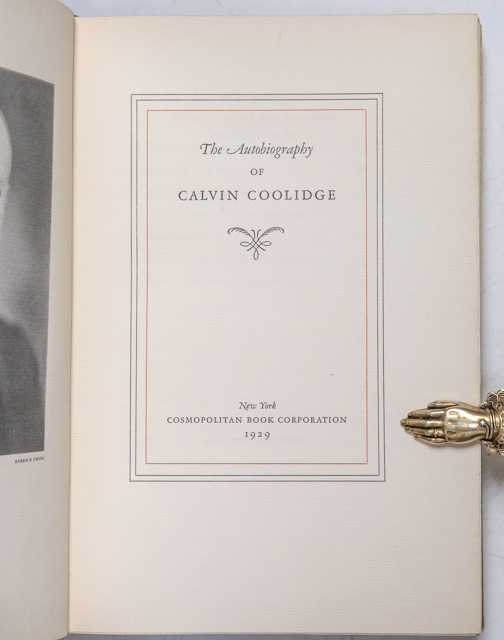 The Autobiography
OF
CALVIN COOLIDGE
New York
COSMOPOLITAN BOOK CORPORATION
1929